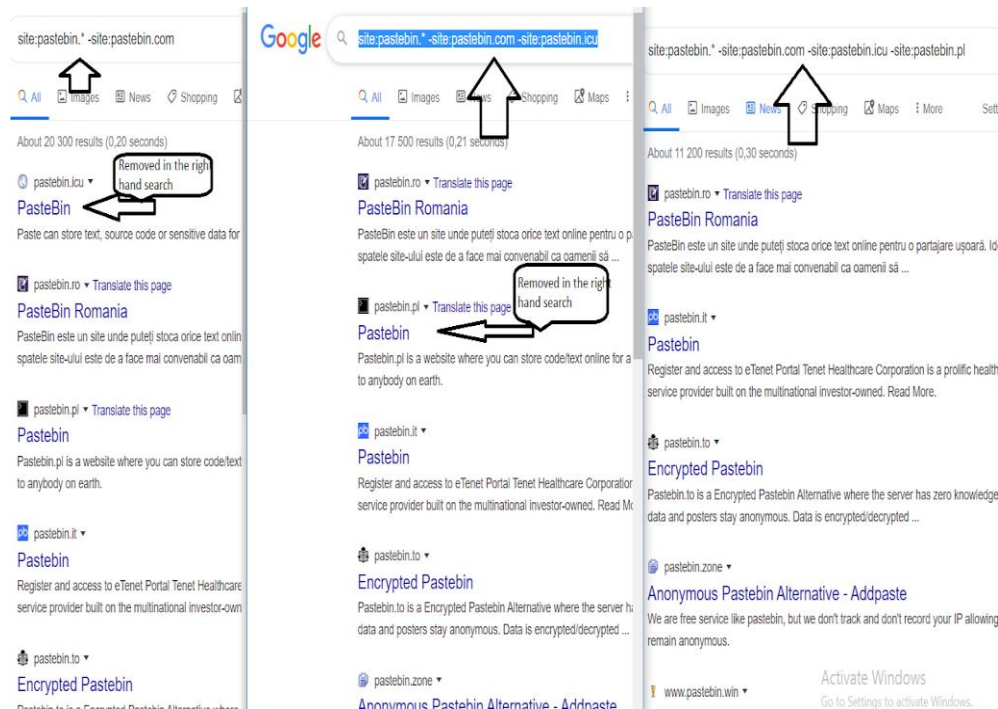 site:pastebin.* -site:pastebin.com
All Images News Shopping
About 20 300 results (0,20 seconds)
Removed in the right
hand search
pastebin.icu
PasteBin
Paste can store text, source code or sensitive data for
pastebin.ro Translate this page
PasteBin Romania
PasteBin este un site unde puteți stoca orice text onlin
spatele site-ului este de a face mai convenabil ca oam
pastebin.pl Translate this page
Pastebin
Pastebin.pl is a website where you can store code/text
to anybody on earth.
pastebin.it
Pastebin
Register and access to eTenet Portal Tenet Healthcare
service provider built on the multinational investor-own
pastebin.to
Encrypted Pastebin
Pastebin.to is a Encrypted Pastebin Alternative where
Google
site:pastebin.* -site:pastebin.com -site:pastebin.icu
All Images News Shopping Maps
About 17 500 results (0,21 seconds)
pastebin.ro Translate this page
PasteBin Romania
PasteBin este un site unde puteți stoca orice text online pentru o pa
spatele site-ului este de a face mai convenabil ca oamenii să ...
Removed in the right
hand search
pastebin.pl Translate this page
Pastebin
Pastebin.pl is a website where you can store code/text online for a
to anybody on earth.
pastebin.it
Pastebin
Register and access to eTenet Portal Tenet Healthcare Corporation
service provider built on the multinational investor-owned. Read Mo
pastebin.to
Encrypted Pastebin
Pastebin.to is a Encrypted Pastebin Alternative where the server ha
data and posters stay anonymous. Data is encrypted/decrypted ...
pastebin.zone
Anonymous Pastebin Alternative - Addpaste
site:pastebin.* -site:pastebin.com -site:pastebin.icu -site:pastebin.pl
All Images News Shopping Maps More Sett
About 11 200 results (0,30 seconds)
pastebin.ro Translate this page
PasteBin Romania
PasteBin este un site unde puteți stoca orice text online pentru o partajare ușoară. Id
spatele site-ului este de a face mai convenabil ca oamenii să ...
pastebin.it
Pastebin
Register and access to eTenet Portal Tenet Healthcare Corporation is a prolific health
service provider built on the multinational investor-owned. Read More.
pastebin.to
Encrypted Pastebin
Pastebin.to is a Encrypted Pastebin Alternative where the server has zero knowledge
data and posters stay anonymous. Data is encrypted/decrypted ...
pastebin.zone
Anonymous Pastebin Alternative - Addpaste
We are free service like pastebin, but we don't track and don't record your IP allowing
remain anonymous.
www.pastebin.win
Activate Windows
Go to Settings to activate Windows.